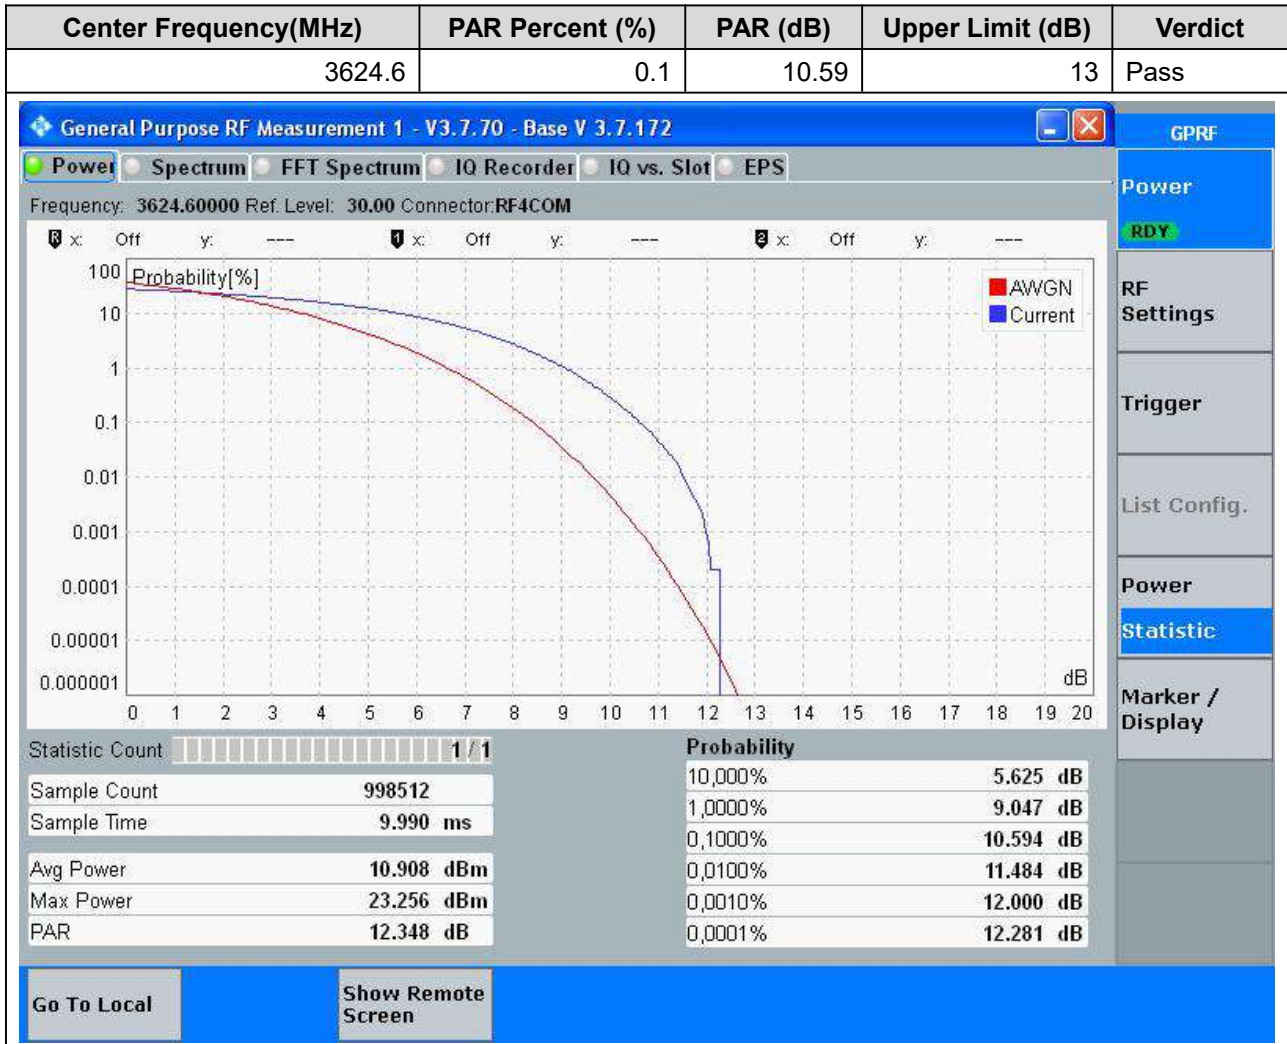 Center Frequency(MHz) PAR Percent (%) PAR (dB) Upper Limit (dB) Verdict
3624.6 0.1 10.59 13 Pass
General Purpose RF Measurement 1 - V3.7.70 - Base V 3.7.172
GPRF
Power Spectrum FFT Spectrum IQ Recorder IQ vs. Slot EPS
Frequency: 3624.60000 Ref. Level: 30.00 Connector:RF4COM
R x: Off y: --- 1 x: Off y: --- 2 x: Off y: ---
Probability[%]
100
10
1
0.1
0.01
0.001
0.0001
0.00001
0.000001
AWGN
Current
dB
0 1 2 3 4 5 6 7 8 9 10 11 12 13 14 15 16 17 18 19 20
Statistic Count 1 / 1
Sample Count 998512
Sample Time 9.990 ms
Avg Power 10.908 dBm
Max Power 23.256 dBm
PAR 12.348 dB
Probability
10,000% 5.625 dB
1,0000% 9.047 dB
0,1000% 10.594 dB
0,0100% 11.484 dB
0,0010% 12.000 dB
0,0001% 12.281 dB
Power
RDY
RF
Settings
Trigger
List Config.
Power
Statistic
Marker /
Display
Go To Local
Show Remote
Screen